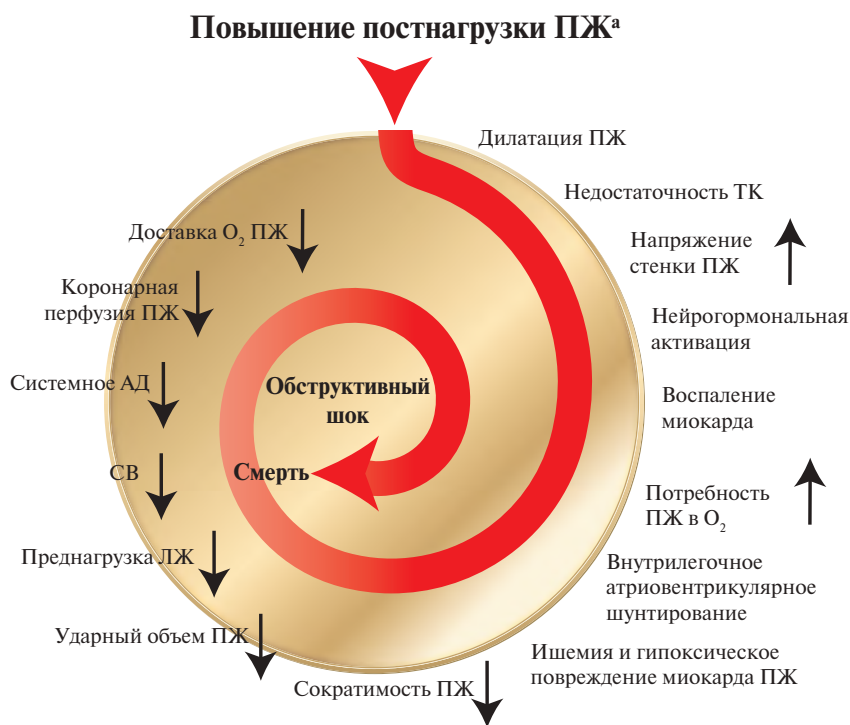 Повышение постнагрузки ПЖᵃ
Дилатация ПЖ
Недостаточность ТК
Напряжение
стенки ПЖ
Нейрогормональная
активация
Воспаление
миокарда
Потребность
ПЖ в O₂
Внутрилегочное
атриовентрикулярное
шунтирование
Ишемия и гипоксическое
повреждение миокарда ПЖ
Сократимость ПЖ
Ударный объем ПЖ
Преднагрузка ЛЖ
СВ
Системное АД
Коронарная
перфузия ПЖ
Доставка O₂ ПЖ
Обструктивный
шок
Смерть